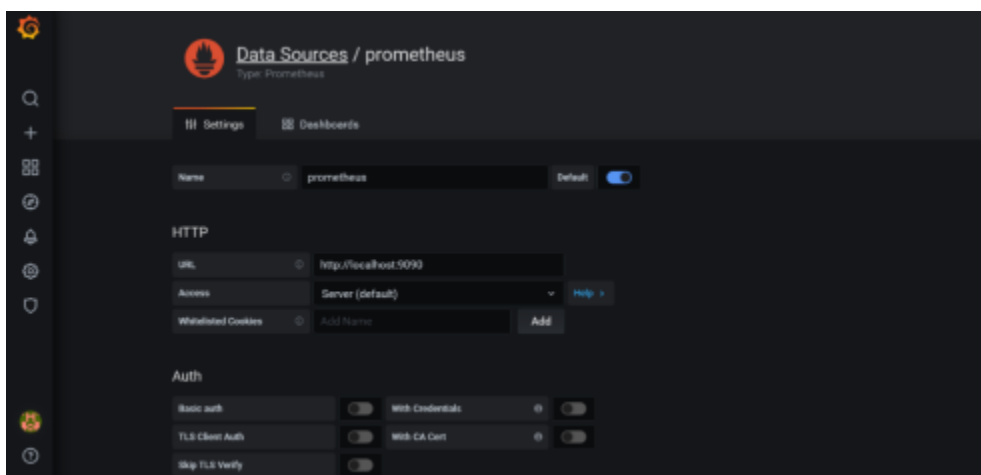 Data Sources / prometheus
Type: Prometheus
Settings
Dashboards
Name
prometheus
Default
HTTP
URL
http://localhost:9090
Access
Server (default)
Help >
Whitelisted Cookies
Add Name
Add
Auth
Basic auth
With Credentials
TLS Client Auth
With CA Cert
Skip TLS Verify